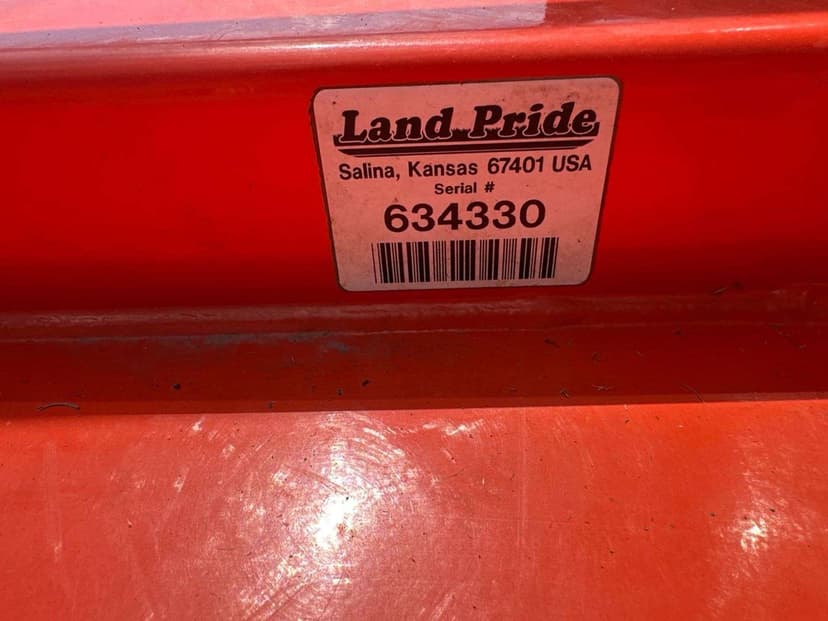 Land Pride
Salina, Kansas 67401 USA
Serial #
634330